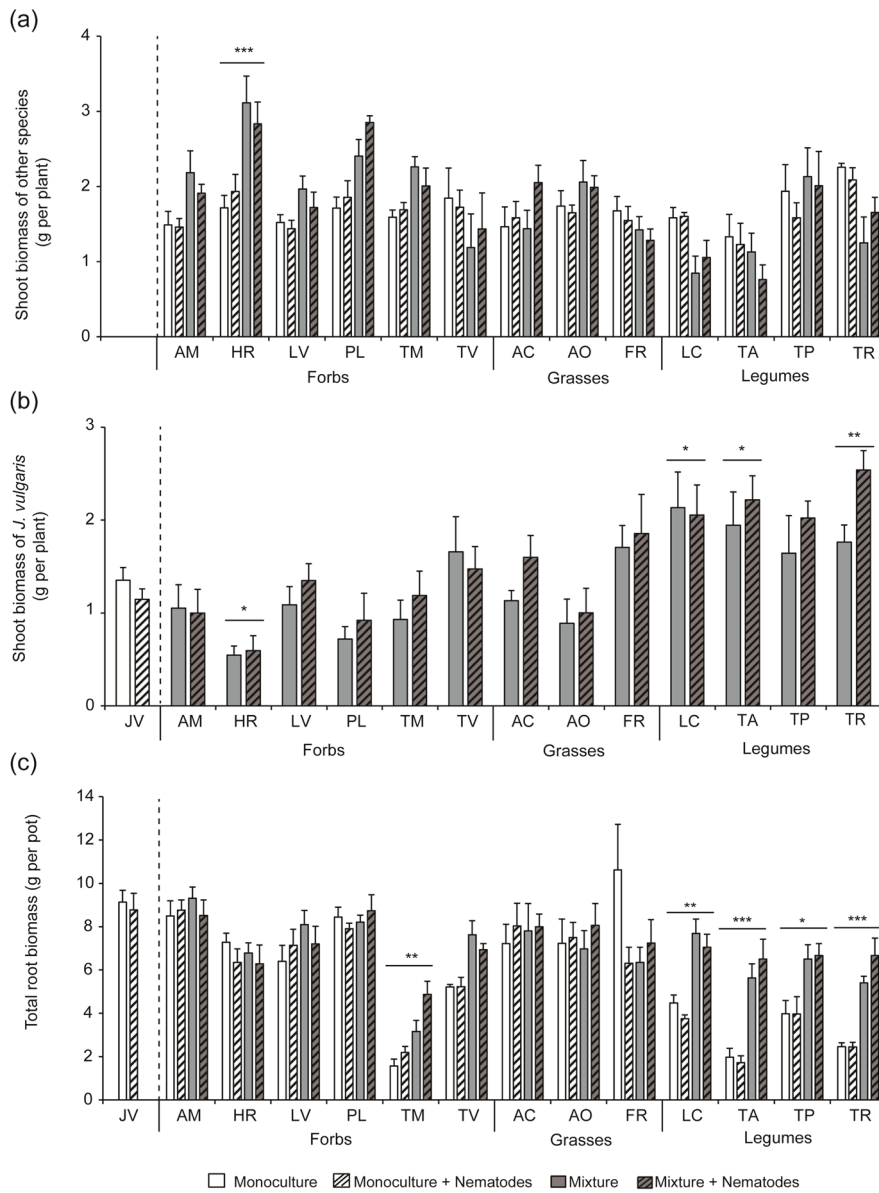 (a)
Shoot biomass of other species
(g per plant)
4
3
2
1
0
***
AM HR LV PL TM TV AC AO FR LC TA TP TR
Forbs Grasses Legumes
(b)
Shoot biomass of J. vulgaris
(g per plant)
3
2
1
0
* * * **
JV AM HR LV PL TM TV AC AO FR LC TA TP TR
Forbs Grasses Legumes
(c)
Total root biomass (g per pot)
14
12
10
8
6
4
2
0
** ** *** * ***
JV AM HR LV PL TM TV AC AO FR LC TA TP TR
Forbs Grasses Legumes
Monoculture Monoculture + Nematodes Mixture Mixture + Nematodes